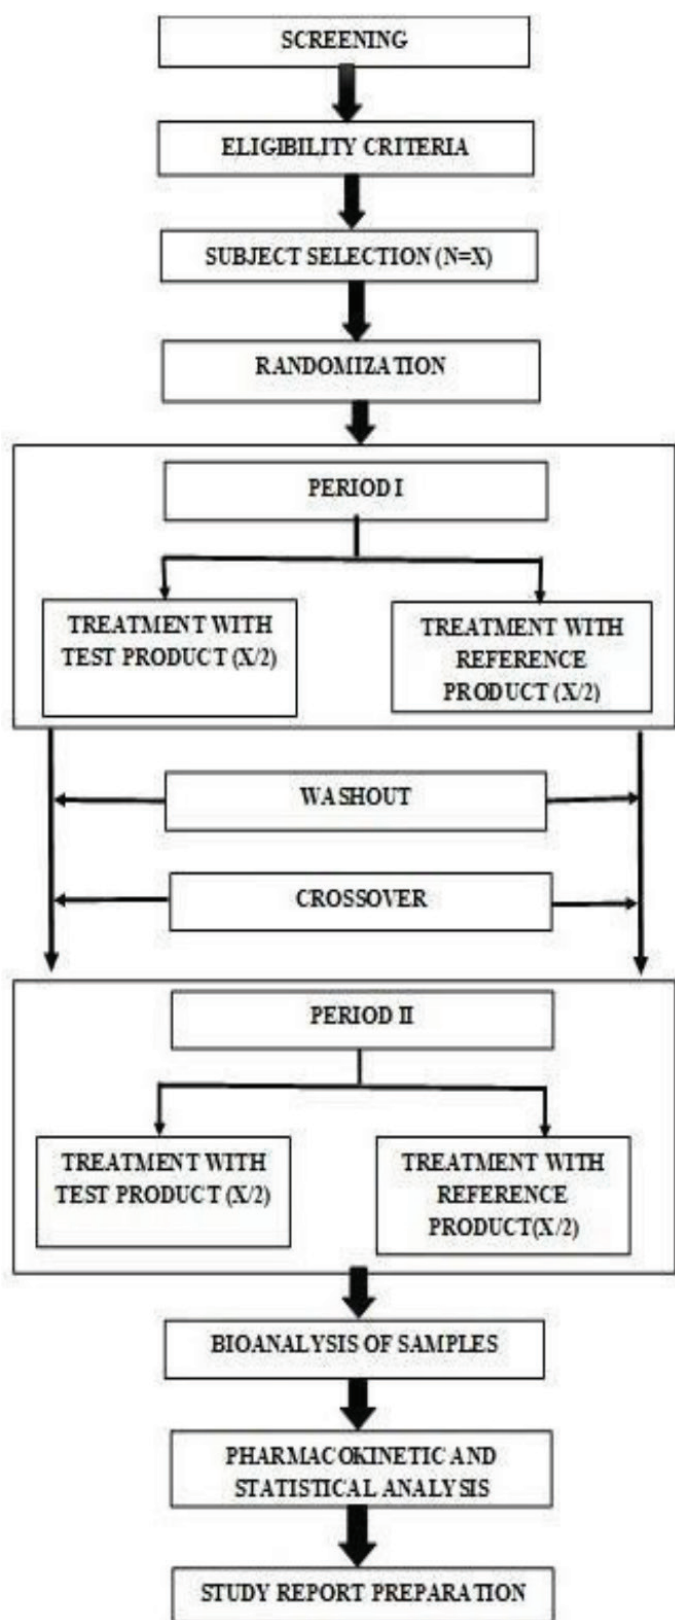 SCREENING
ELIGIBILITY CRITERIA
SUBJECT SELECTION (N=X)
RANDOMIZATION
PERIOD I
TREATMENT WITH
TEST PRODUCT (X/2)
TREATMENT WITH
REFERENCE
PRODUCT (X/2)
WASHOUT
CROSSOVER
PERIOD II
TREATMENT WITH
TEST PRODUCT (X/2)
TREATMENT WITH
REFERENCE
PRODUCT(X/2)
BIOANALYSIS OF SAMPLES
PHARMACOKINETIC AND
STATISTICAL ANALYSIS
STUDY REPORT PREPARATION